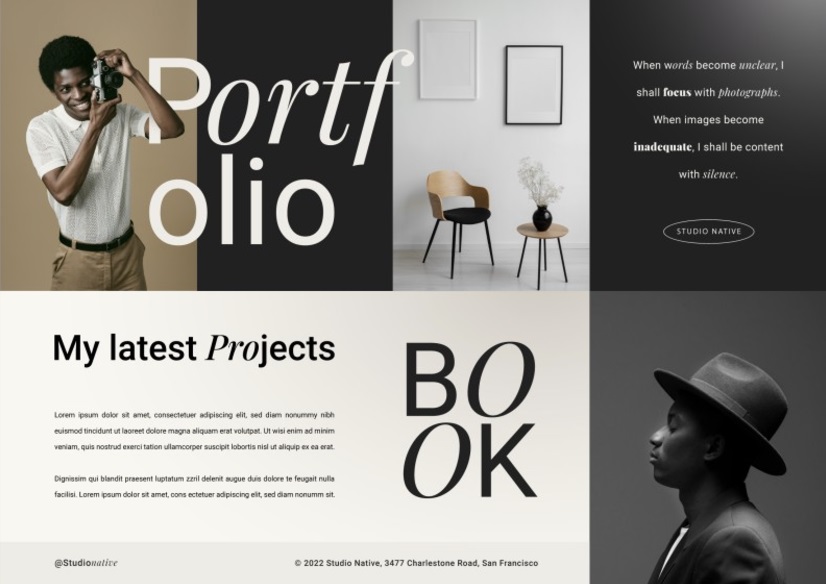 Portf
olio
When words become unclear, I
shall focus with photographs.
When images become
inadequate, I shall be content
with silence.
STUDIO NATIVE
My latest Projects
Lorem ipsum dolor sit amet, consectetuer adipiscing elit, sed diam nonummy nibh
euismod tincidunt ut laoreet dolore magna aliquam erat volutpat. Ut wisi enim ad minim
veniam, quis nostrud exerci tation ullamcorper suscipit lobortis nisl ut aliquip ex ea erat.
Dignissim qui blandit praesent luptatum zzril delenit augue duis dolore te feugait nulla
facilisi. Lorem ipsum dolor sit amet, cons ectetuer adipiscing elit, sed diam nonumm sit.
BO
OK
@Studionative
© 2022 Studio Native, 3477 Charlestone Road, San Francisco